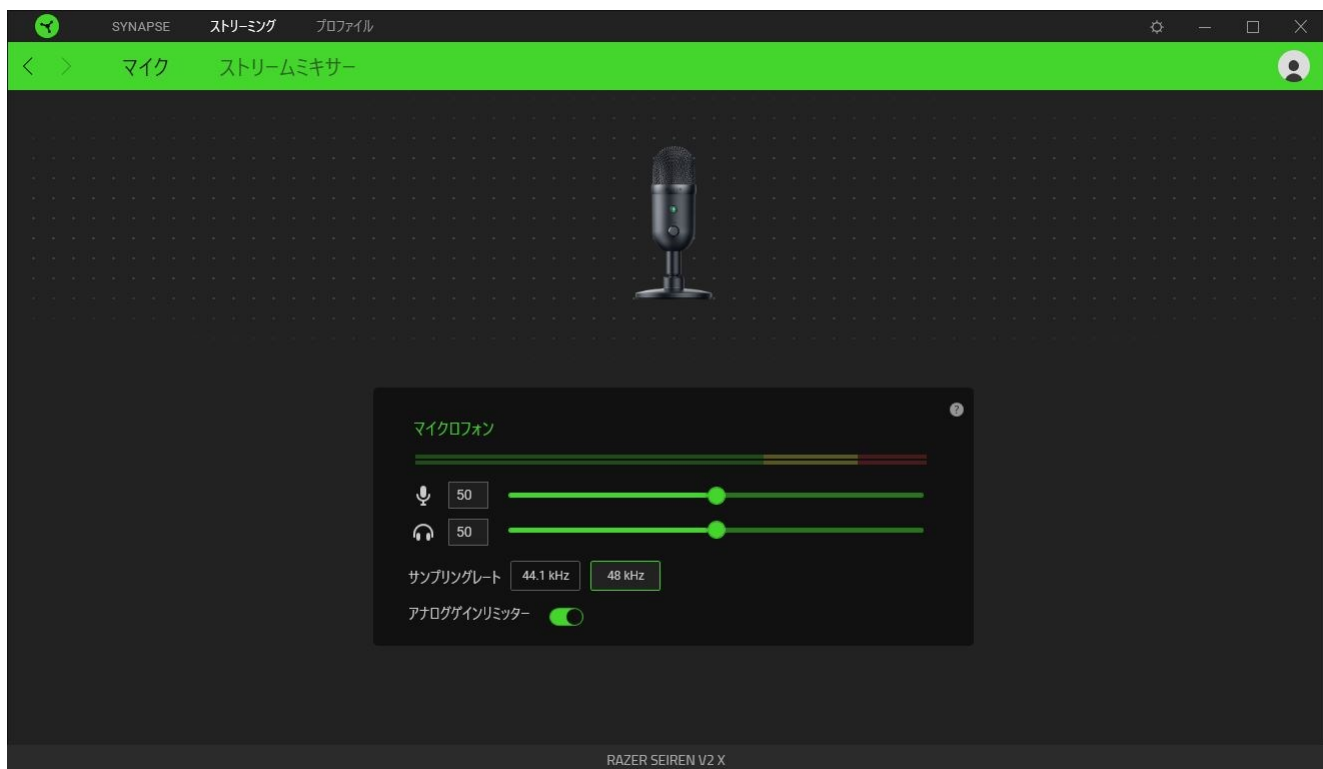 SYNAPSE ストリーミング プロファイル
マイク ストリームミキサー
マイクロフォン
50
50
サンプリングレート 44.1 kHz 48 kHz
アナログゲインリミッター
RAZER SEIREN V2 X